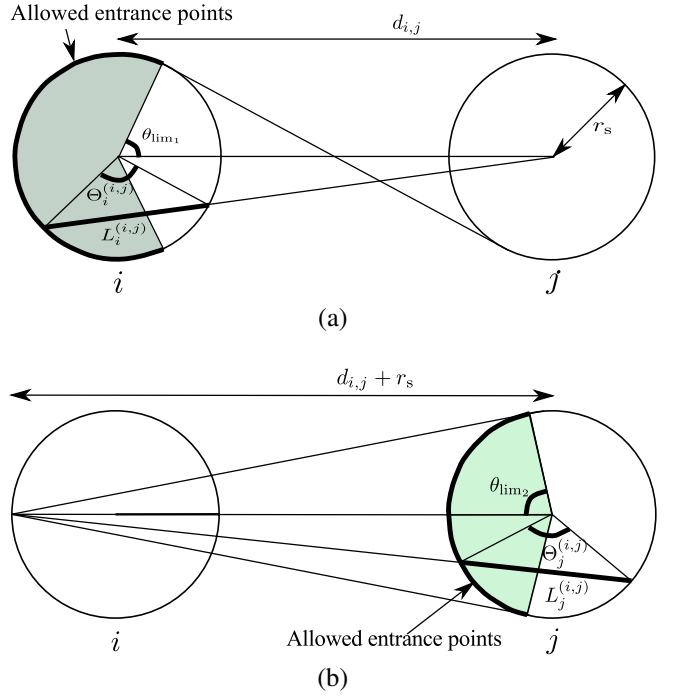 Allowed entrance points
d_{i,j}
r_s
θ_{lim_1}
Θ_i^{(i,j)}
L_i^{(i,j)}
i
j
(a)
d_{i,j} + r_s
θ_{lim_2}
Θ_j^{(i,j)}
L_j^{(i,j)}
Allowed entrance points
i
j
(b)